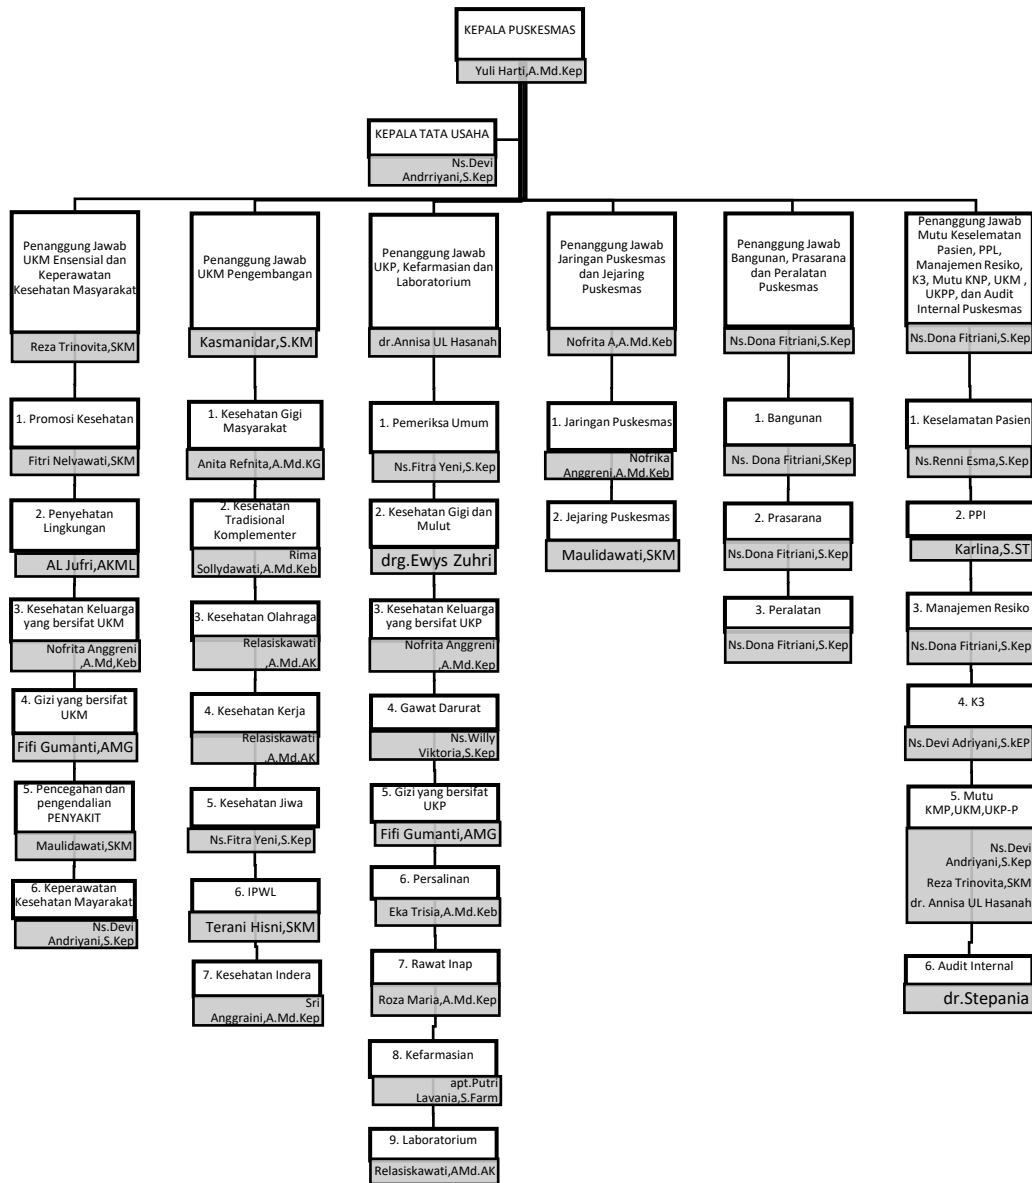 KEPALA PUSKESMAS
Yuli Harti,A.Md.Kep
KEPALA TATA USAHA
Ns.Devi
Andrriyani,S.Kep
Penanggung Jawab
UKM Ensensial dan
Keperawatan
Kesehatan Masyarakat
Reza Trinovita,SKM
1. Promosi Kesehatan
Fitri Nelvawati,SKM
2. Penyehatan
Lingkungan
AL Jufri,AKML
3. Kesehatan Keluarga
yang bersifat UKM
Nofrita Anggreni
,A.Md,Keb
4. Gizi yang bersifat
UKM
Fifi Gumanti,AMG
5. Pencegahan dan
pengendalian
PENYAKIT
Maulidawati,SKM
6. Keperawatan
Kesehatan Mayarakat
Ns.Devi
Andriyani,S.Kep
Penanggung Jawab
UKM Pengembangan
Kasmanidar,S.KM
1. Kesehatan Gigi
Masyarakat
Anita Refnita,A.Md.KG
2. Kesehatan
Tradisional
Komplementer
Rima
Sollydawati,A.Md.Keb
3. Kesehatan Olahraga
Relasiskawati
,A.Md.AK
4. Kesehatan Kerja
Relasiskawati
,A.Md.AK
5. Kesehatan Jiwa
Ns.Fitra Yeni,S.Kep
6. IPWL
Terani Hisni,SKM
7. Kesehatan Indera
Sri
Anggraini,A.Md.Kep
Penanggung Jawab
UKP, Kefarmasian dan
Laboratorium
dr.Annisa UL Hasanah
1. Pemeriksa Umum
Ns.Fitra Yeni,S.Kep
2. Kesehatan Gigi dan
Mulut
drg.Ewys Zuhri
3. Kesehatan Keluarga
yang bersifat UKP
Nofrita Anggreni
,A.Md.Kep
4. Gawat Darurat
Ns.Willy
Viktoria,S.Kep
5. Gizi yang bersifat
UKP
Fifi Gumanti,AMG
6. Persalinan
Eka Trisia,A.Md.Keb
7. Rawat Inap
Roza Maria,A.Md.Kep
8. Kefarmasian
apt.Putri
Lavania,S.Farm
9. Laboratorium
Relasiskawati,AMd.AK
Penanggung Jawab
Jaringan Puskesmas
dan Jejaring
Puskesmas
Nofrita A,A.Md.Keb
1. Jaringan Puskesmas
Nofrika
Anggreni,A.Md.Keb
2. Jejaring Puskesmas
Maulidawati,SKM
Penanggung Jawab
Bangunan, Prasarana
dan Peralatan
Puskesmas
Ns.Dona Fitriani,S.Kep
1. Bangunan
Ns. Dona Fitriani,SKep
2. Prasarana
Ns.Dona Fitriani,S.Kep
3. Peralatan
Ns.Dona Fitriani,S.Kep
Penanggung Jawab
Mutu Keselematan
Pasien, PPL,
Manajemen Resiko,
K3, Mutu KNP, UKM ,
UKPP, dan Audit
Internal Puskesmas
Ns.Dona Fitriani,S.Kep
1. Keselamatan Pasien
Ns.Renni Esma,S.Kep
2. PPI
Karlina,S.ST
3. Manajemen Resiko
Ns.Dona Fitriani,S.Kep
4. K3
Ns.Devi Adriyani,S.kEP
5. Mutu
KMP,UKM,UKP-P
Ns.Devi
Andriyani,S.Kep
Reza Trinovita,SKM
dr. Annisa UL Hasanah
6. Audit Internal
dr.Stepania